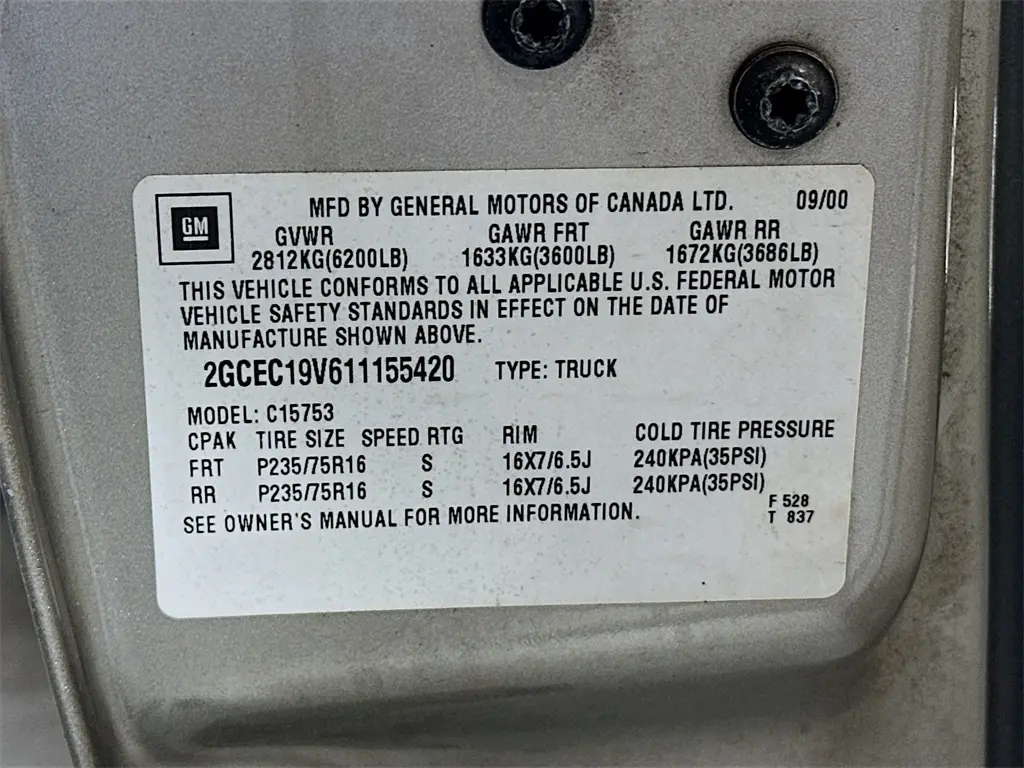 GM
MFD BY GENERAL MOTORS OF CANADA LTD. 09/00
GVWR GAWR FRT GAWR RR
2812KG(6200LB) 1633KG(3600LB) 1672KG(3686LB)
THIS VEHICLE CONFORMS TO ALL APPLICABLE U.S. FEDERAL MOTOR
VEHICLE SAFETY STANDARDS IN EFFECT ON THE DATE OF
MANUFACTURE SHOWN ABOVE.
2GCEC19V611155420 TYPE: TRUCK
MODEL: C15753
CPAK TIRE SIZE SPEED RTG RIM COLD TIRE PRESSURE
FRT P235/75R16 S 16X7/6.5J 240KPA(35PSI)
RR P235/75R16 S 16X7/6.5J 240KPA(35PSI)
SEE OWNER'S MANUAL FOR MORE INFORMATION.
F 528
T 837